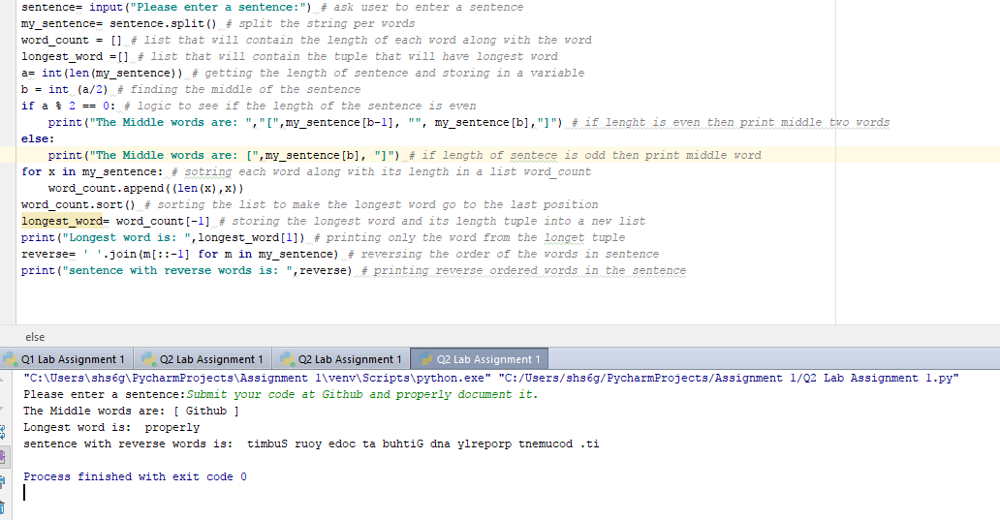 sentence= input("Please enter a sentence:") # ask user to enter a sentence
my_sentence= sentence.split() # split the string per words
word_count = [] # list that will contain the length of each word along with the word
longest_word =[] # list that will contain the tuple that will have longest word
a= int(len(my_sentence)) # getting the length of sentence and storing in a variable
b = int (a/2) # finding the middle of the sentence
if a % 2 == 0: # logic to see if the length of the sentence is even
    print("The Middle words are: ","[",my_sentence[b-1], "", my_sentence[b],"]") # if lenght is even then print middle two words
else:
    print("The Middle words are: [",my_sentence[b], "]") # if length of sentece is odd then print middle word
for x in my_sentence: # sotring each word along with its length in a list word_count
    word_count.append((len(x),x))
word_count.sort() # sorting the list to make the longest word go to the last position
longest_word= word_count[-1] # storing the longest word and its length tuple into a new list
print("Longest word is: ",longest_word[1]) # printing only the word from the longet tuple
reverse= ' '.join(m[::-1] for m in my_sentence) # reversing the order of the words in sentence
print("sentence with reverse words is: ",reverse) # printing reverse ordered words in the sentence
else
Q1 Lab Assignment 1 Q2 Lab Assignment 1 Q2 Lab Assignment 1 Q2 Lab Assignment 1
"C:\Users\shs6g\PycharmProjects\Assignment 1\venv\Scripts\python.exe" "C:/Users/shs6g/PycharmProjects/Assignment 1/Q2 Lab Assignment 1.py"
Please enter a sentence:Submit your code at Github and properly document it.
The Middle words are: [ Github ]
Longest word is:  properly
sentence with reverse words is:  timbuS ruoy edoc ta buhtiG dna ylreporp tnemucod .ti
Process finished with exit code 0